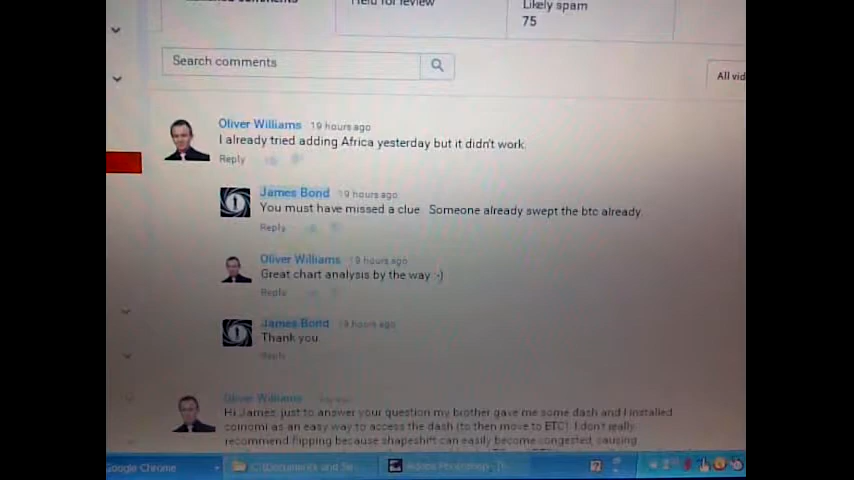 Held for review
Likely spam
75
Search comments
All vid
Oliver Williams 19 hours ago
I already tried adding Africa yesterday but it didn't work.
Reply
James Bond 19 hours ago
You must have missed a clue. Someone already swept the btc already.
Reply
Oliver Williams 19 hours ago
Great chart analysis by the way :-)
Reply
James Bond 19 hours ago
Thank you
Reply
Oliver Williams
Hi James, just to answer your question my brother gave me some dash and I installed
coinomi as an easy way to access the dash (to then move to BTC). I don't really
recommend flipping because shapeshift can easily become congested, causing
Google Chrome
C:\Documents and Se
Adobe Photoshop